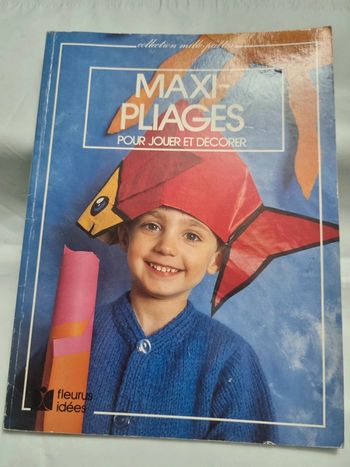 collection mille-pattes
MAXI-
PLIAGES
POUR JOUER ET DÉCORER
fleurus
idées